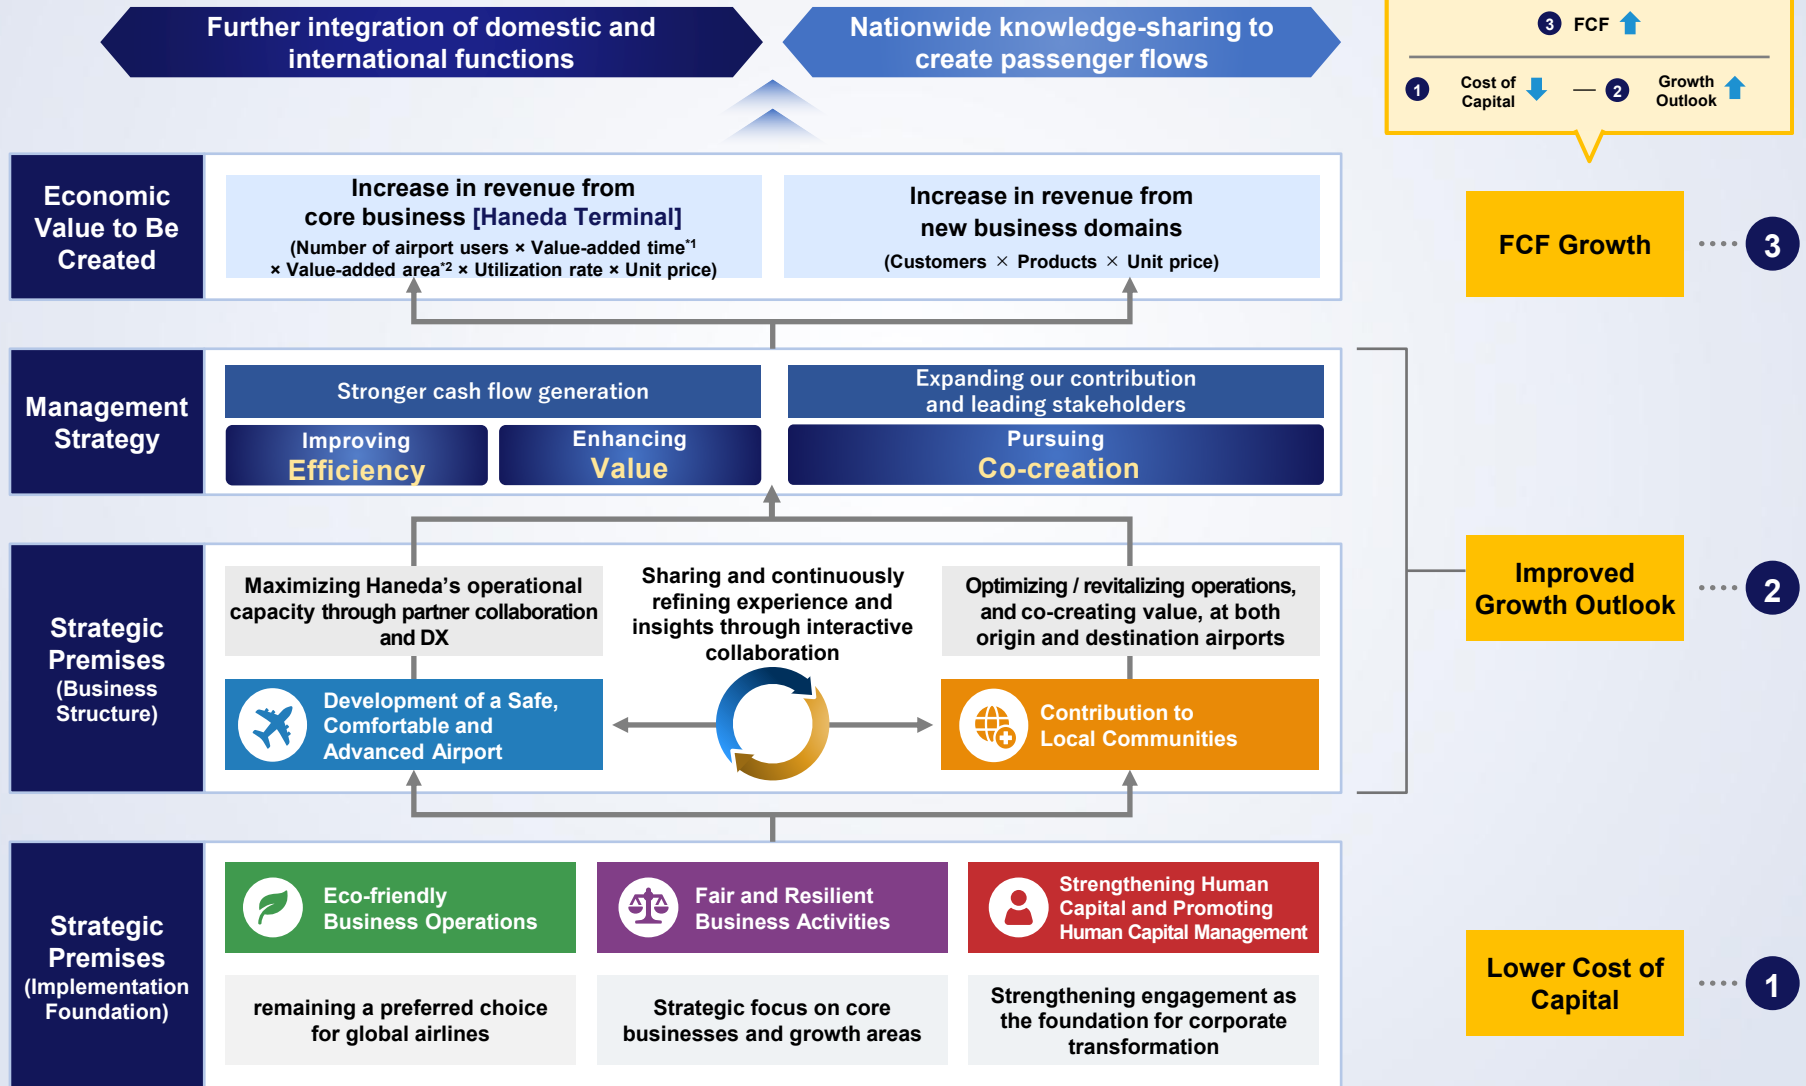 Further integration of domestic and
international functions
Nationwide knowledge-sharing to
create passenger flows
3 FCF
1 Cost of
Capital
— 2 Growth
Outlook
Economic
Value to Be
Created
Increase in revenue from
core business [Haneda Terminal]
(Number of airport users × Value-added time*1
× Value-added area*2 × Utilization rate × Unit price)
Increase in revenue from
new business domains
(Customers × Products × Unit price)
FCF Growth
3
Management
Strategy
Stronger cash flow generation
Expanding our contribution
and leading stakeholders
Improving
Efficiency
Enhancing
Value
Pursuing
Co-creation
Strategic
Premises
(Business
Structure)
Maximizing Haneda's operational
capacity through partner collaboration
and DX
Sharing and continuously
refining experience and
insights through interactive
collaboration
Optimizing / revitalizing operations,
and co-creating value, at both
origin and destination airports
Development of a Safe,
Comfortable and
Advanced Airport
Contribution to
Local Communities
Improved
Growth Outlook
2
Strategic
Premises
(Implementation
Foundation)
Eco-friendly
Business Operations
Fair and Resilient
Business Activities
Strengthening Human
Capital and Promoting
Human Capital Management
remaining a preferred choice
for global airlines
Strategic focus on core
businesses and growth areas
Strengthening engagement as
the foundation for corporate
transformation
Lower Cost of
Capital
1